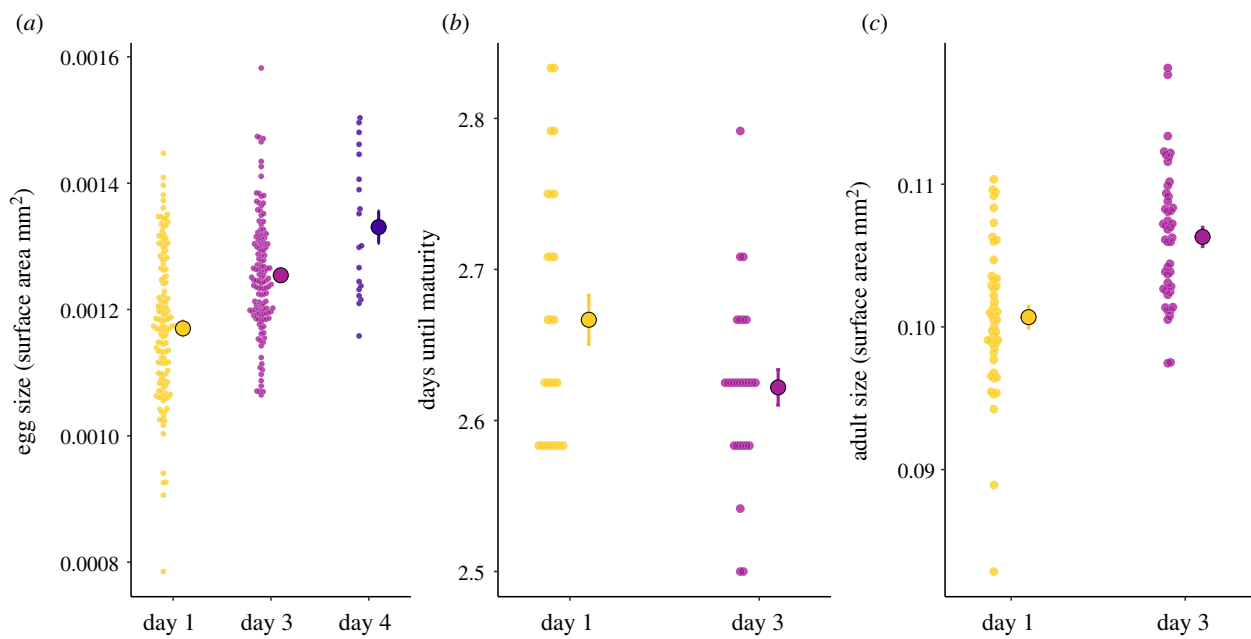 (a)
egg size (surface area mm²)
0.0016
0.0014
0.0012
0.0010
0.0008
day 1 day 3 day 4
(b)
days until maturity
2.8
2.7
2.6
2.5
day 1 day 3
(c)
adult size (surface area mm²)
0.11
0.10
0.09
day 1 day 3